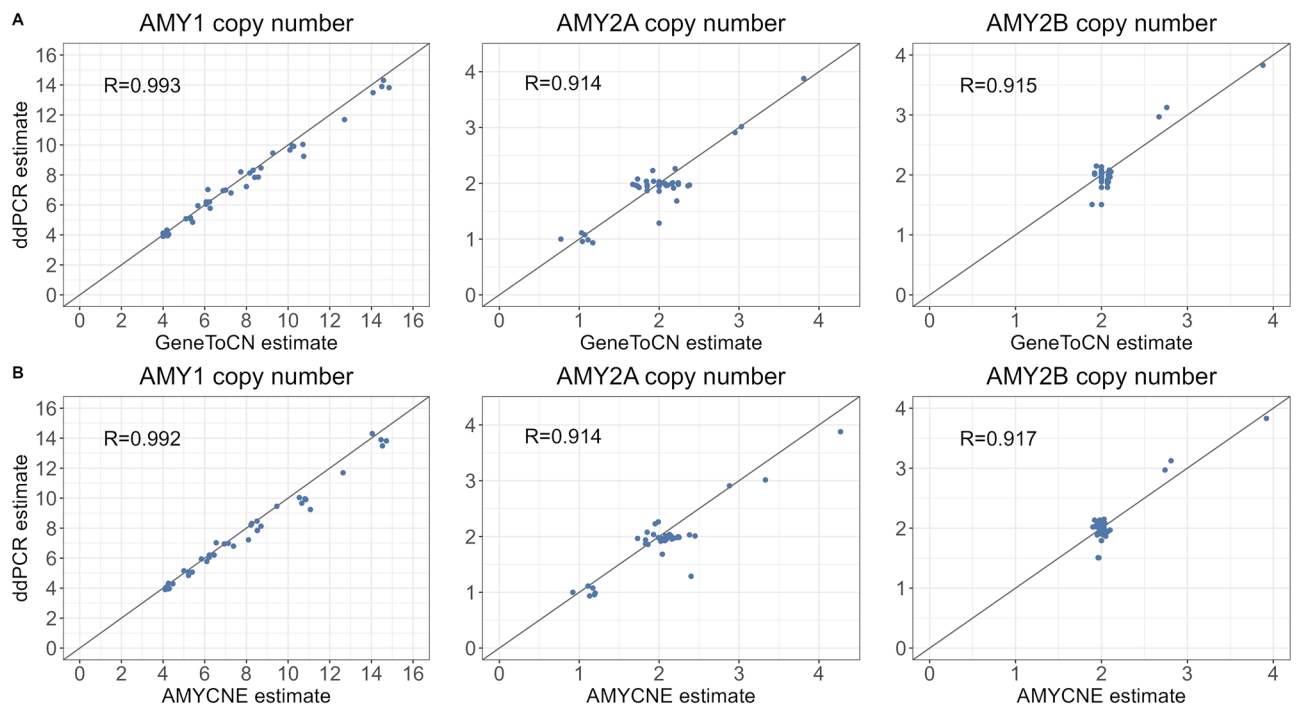 A
AMY1 copy number
AMY2A copy number
AMY2B copy number
ddPCR estimate
16
14
12
10
8
6
4
2
0
R=0.993
0 2 4 6 8 10 12 14 16
GeneToCN estimate
4
3
2
1
0
R=0.914
0 1 2 3 4
GeneToCN estimate
4
3
2
1
0
R=0.915
0 1 2 3 4
GeneToCN estimate
B
AMY1 copy number
AMY2A copy number
AMY2B copy number
ddPCR estimate
16
14
12
10
8
6
4
2
0
R=0.992
0 2 4 6 8 10 12 14 16
AMYCNE estimate
4
3
2
1
0
R=0.914
0 1 2 3 4
AMYCNE estimate
4
3
2
1
0
R=0.917
0 1 2 3 4
AMYCNE estimate